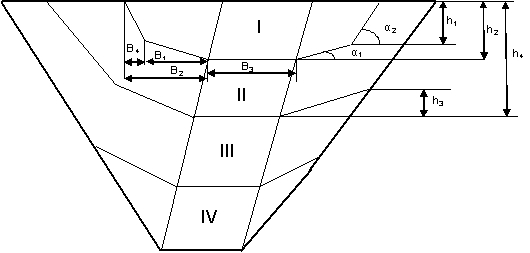 I
II
III
IV
B₄
B₁
B₂
B₃
α₁
α₂
h₁
h₂
h₃
h₄